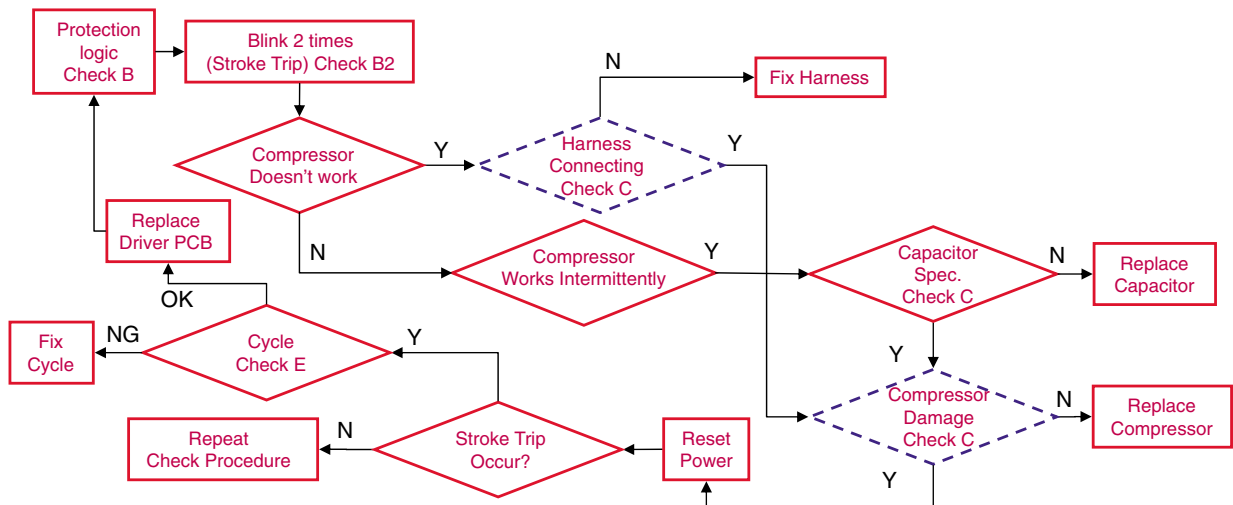 Protection
logic
Check B
Blink 2 times
(Stroke Trip) Check B2
N
Fix Harness
Compressor
Doesn't work
Y
Harness
Connecting
Check C
Y
Replace
Driver PCB
N
Compressor
Works Intermittently
Y
Capacitor
Spec.
Check C
N
Replace
Capacitor
OK
Fix
Cycle
NG
Cycle
Check E
Y
Y
Compressor
Damage
Check C
N
Replace
Compressor
Repeat
Check Procedure
N
Stroke Trip
Occur?
Reset
Power
Y